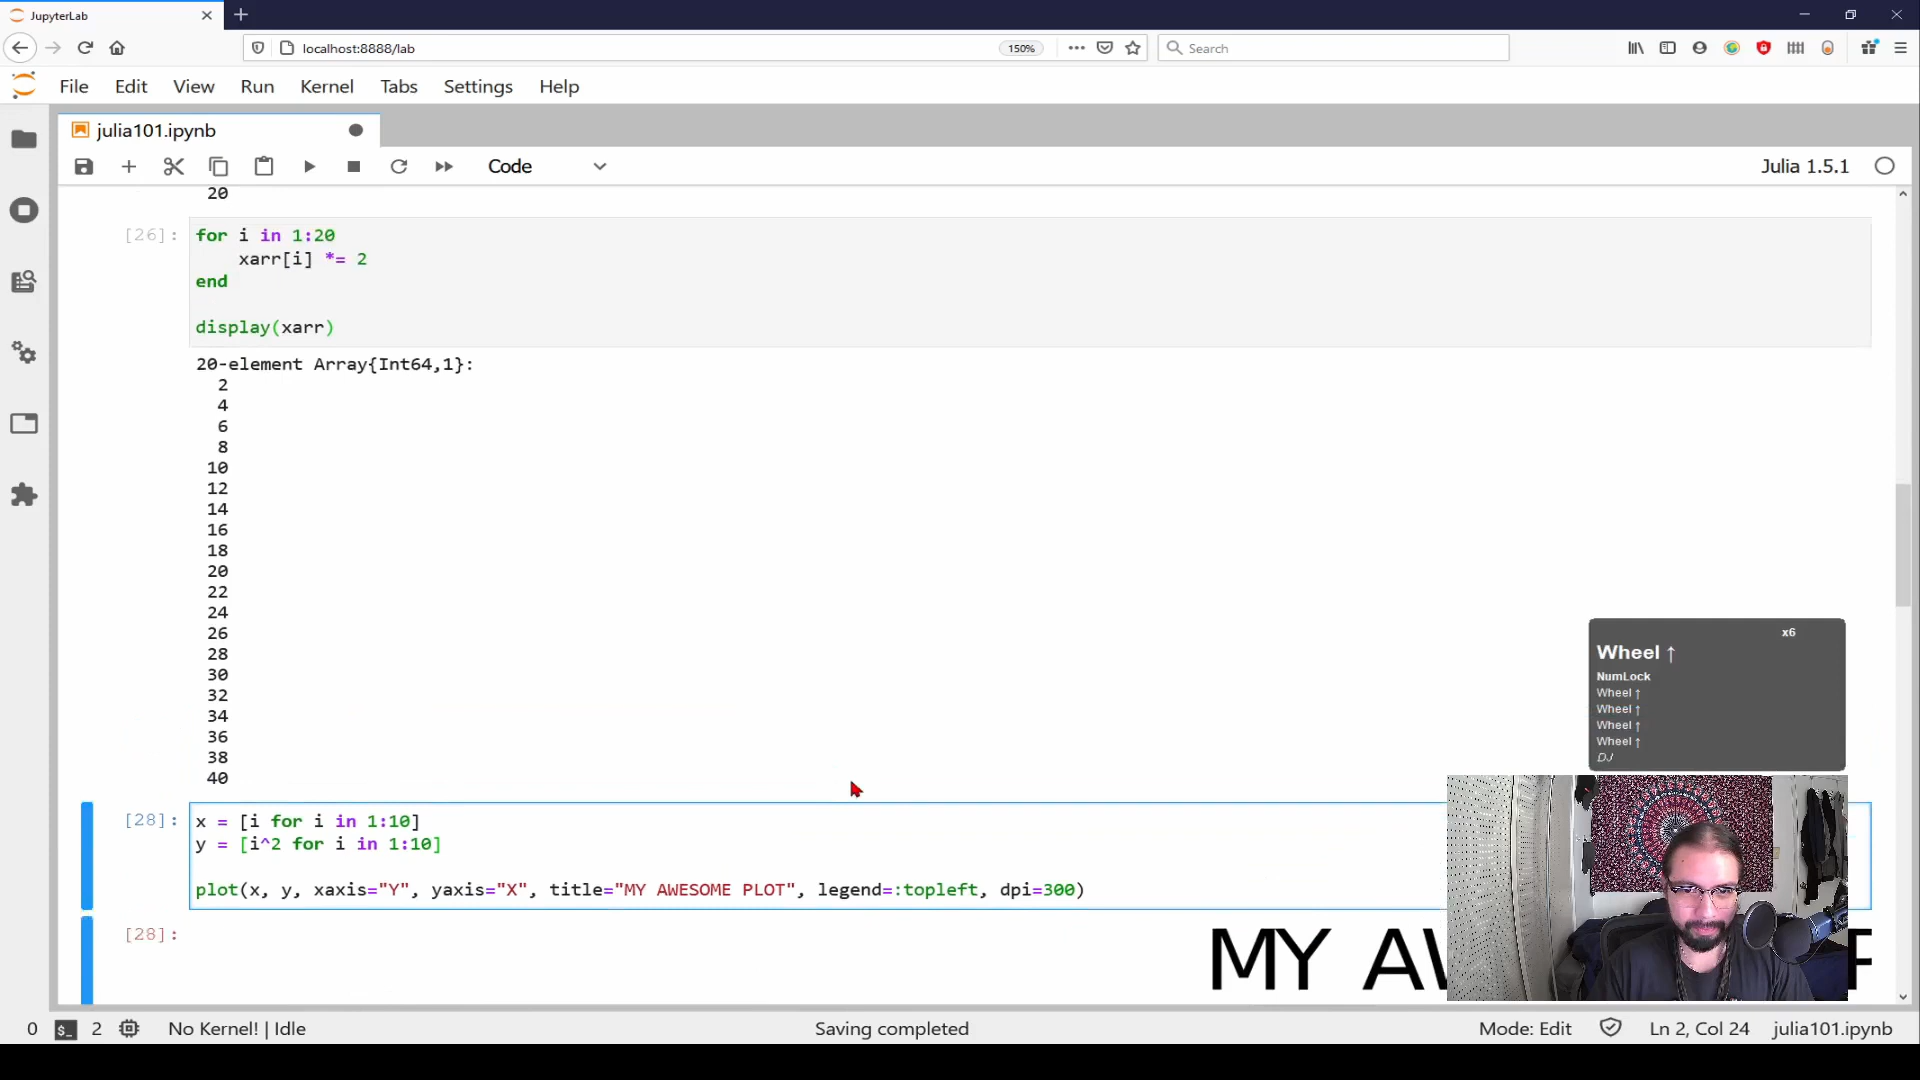 JupyterLab
localhost:8888/lab
150%
Search
File Edit View Run Kernel Tabs Settings Help
julia101.ipynb
Code
Julia 1.5.1
20
[26]:
for i in 1:20
    xarr[i] *= 2
end
display(xarr)
20-element Array{Int64,1}:
2
4
6
8
10
12
14
16
18
20
22
24
26
28
30
32
34
36
38
40
x6
Wheel ↑
NumLock
Wheel ↑
Wheel ↑
Wheel ↑
Wheel ↑
DJ
[28]:
x = [i for i in 1:10]
y = [i^2 for i in 1:10]
plot(x, y, xaxis="Y", yaxis="X", title="MY AWESOME PLOT", legend=:topleft, dpi=300)
[28]:
MY
0 2 No Kernel! | Idle Saving completed Mode: Edit Ln 2, Col 24 julia101.ipynb